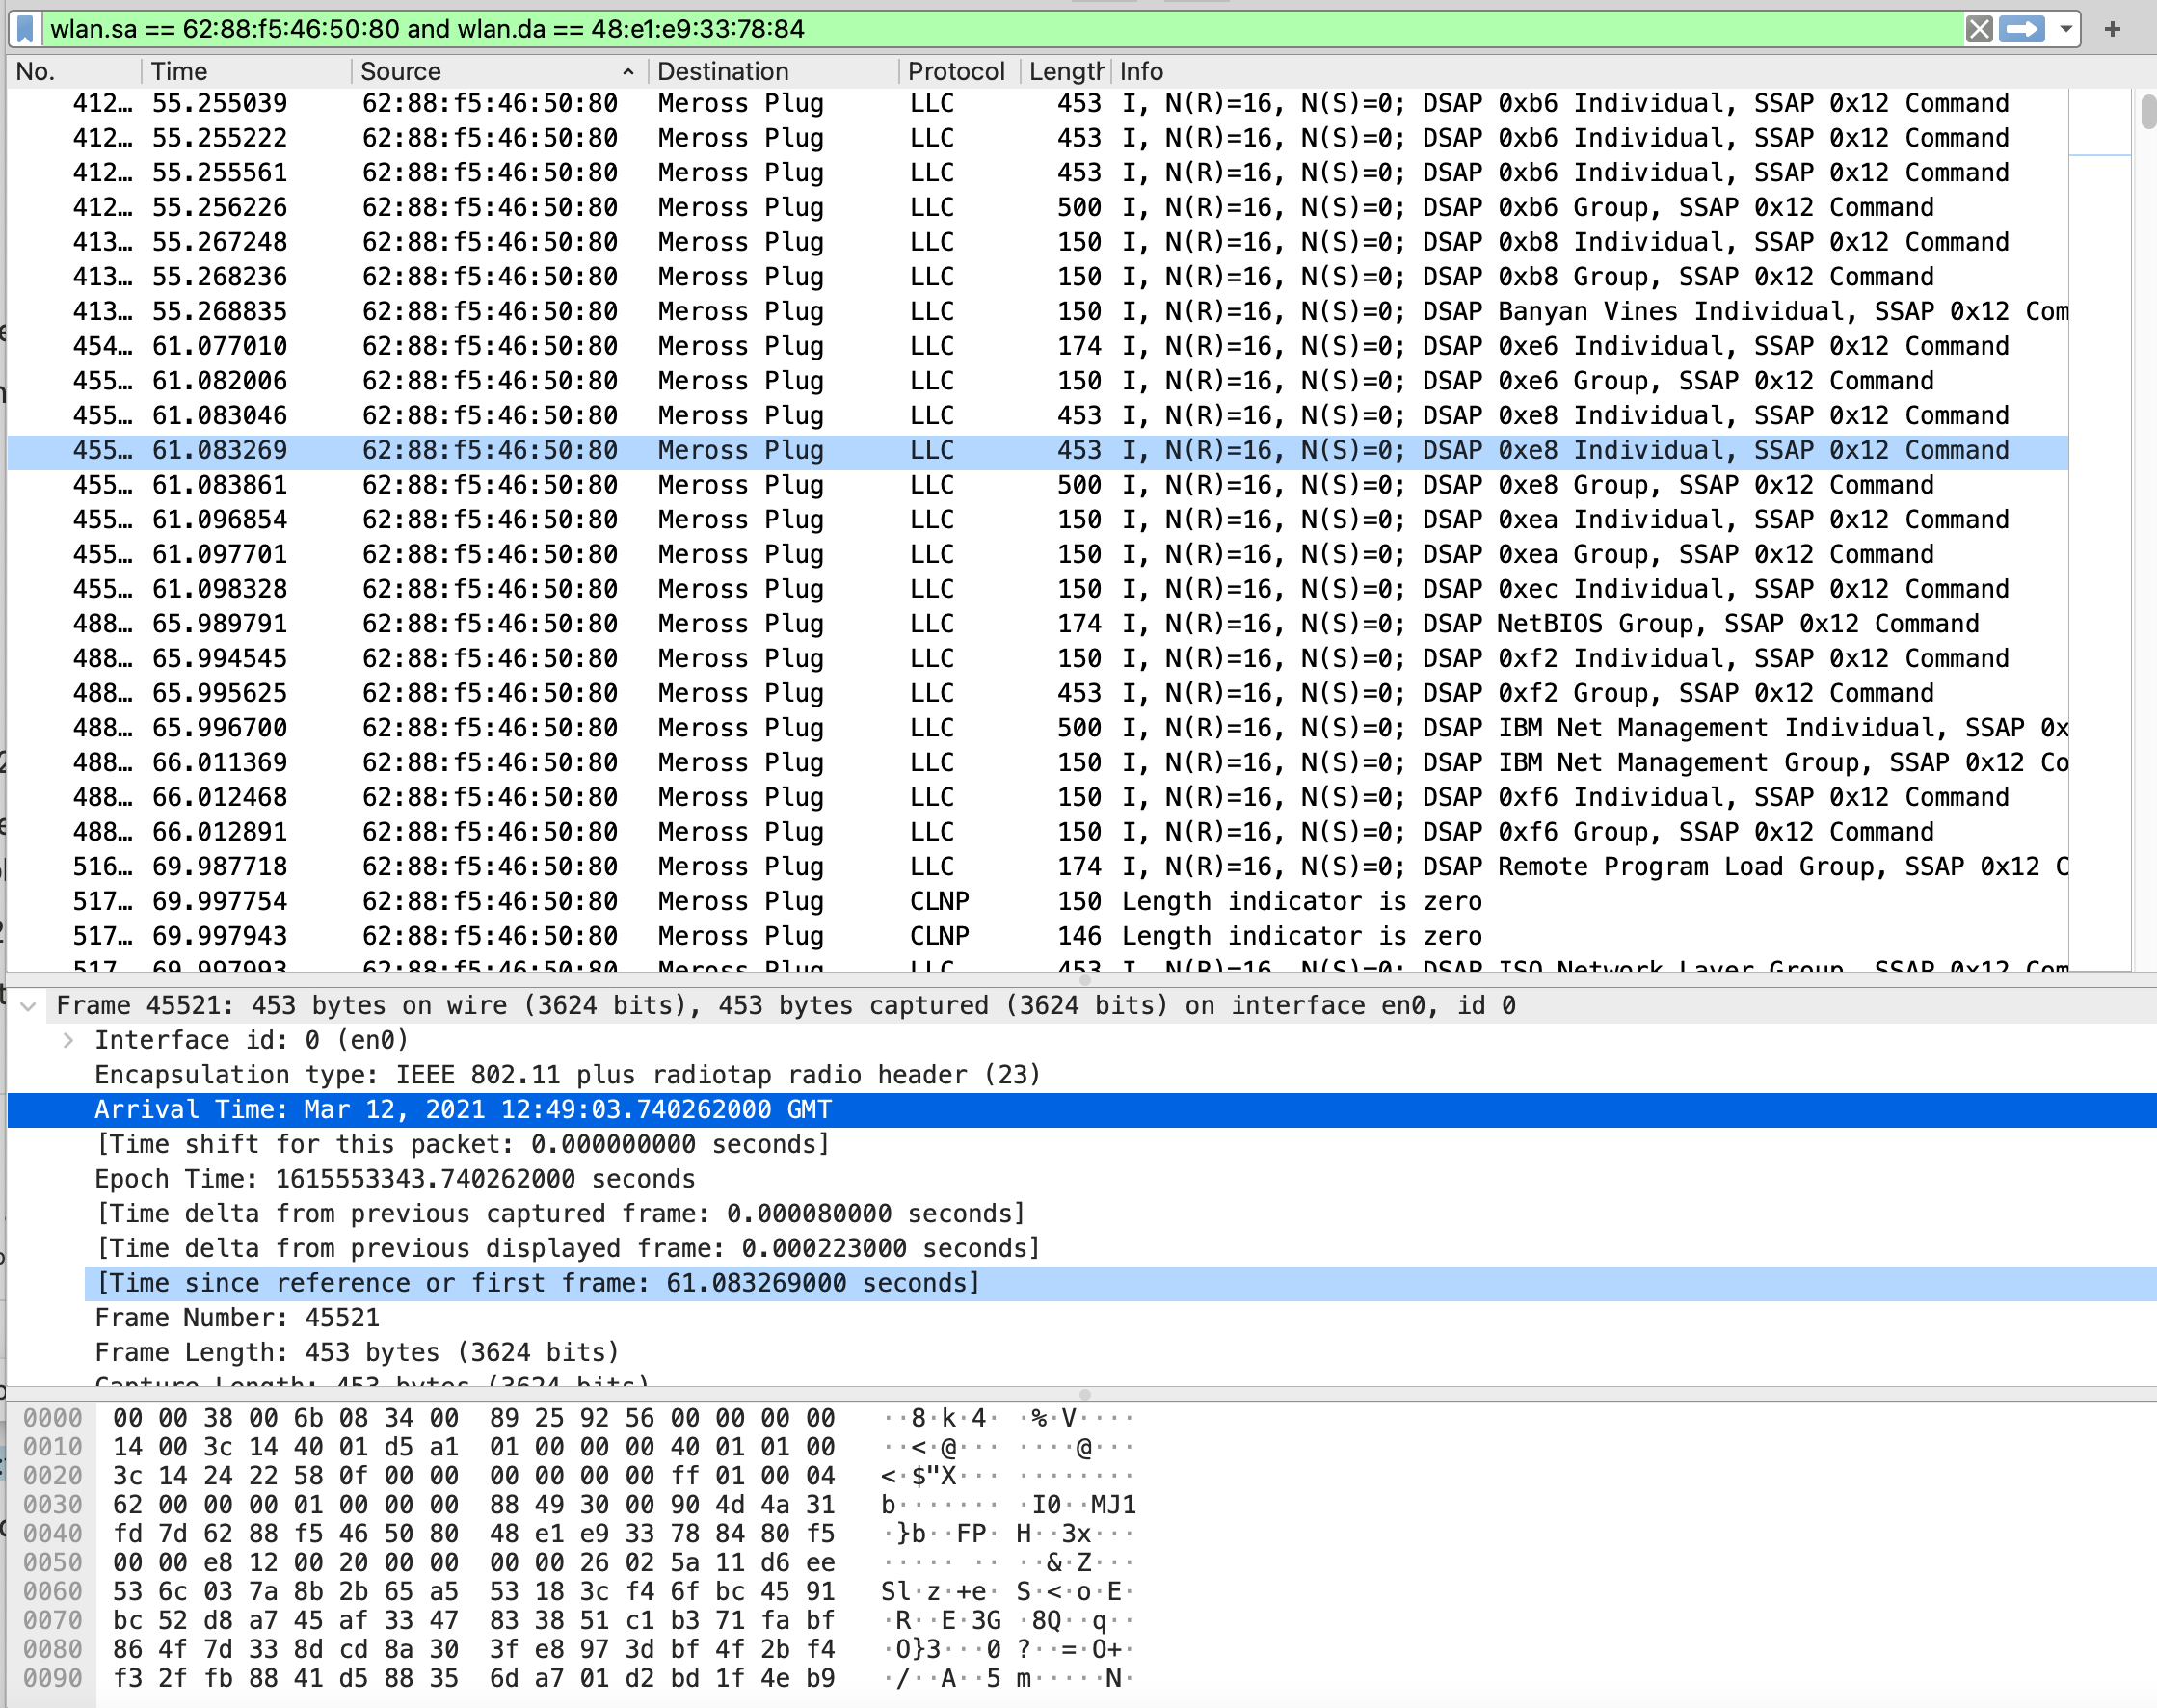 wlan.sa == 62:88:f5:46:50:80 and wlan.da == 48:e1:e9:33:78:84
No. Time Source Destination Protocol Length Info
412… 55.255039 62:88:f5:46:50:80 Meross Plug LLC 453 I, N(R)=16, N(S)=0; DSAP 0xb6 Individual, SSAP 0x12 Command
412… 55.255222 62:88:f5:46:50:80 Meross Plug LLC 453 I, N(R)=16, N(S)=0; DSAP 0xb6 Individual, SSAP 0x12 Command
412… 55.255561 62:88:f5:46:50:80 Meross Plug LLC 453 I, N(R)=16, N(S)=0; DSAP 0xb6 Individual, SSAP 0x12 Command
412… 55.256226 62:88:f5:46:50:80 Meross Plug LLC 500 I, N(R)=16, N(S)=0; DSAP 0xb6 Group, SSAP 0x12 Command
413… 55.267248 62:88:f5:46:50:80 Meross Plug LLC 150 I, N(R)=16, N(S)=0; DSAP 0xb8 Individual, SSAP 0x12 Command
413… 55.268236 62:88:f5:46:50:80 Meross Plug LLC 150 I, N(R)=16, N(S)=0; DSAP 0xb8 Group, SSAP 0x12 Command
413… 55.268835 62:88:f5:46:50:80 Meross Plug LLC 150 I, N(R)=16, N(S)=0; DSAP Banyan Vines Individual, SSAP 0x12 Com
454… 61.077010 62:88:f5:46:50:80 Meross Plug LLC 174 I, N(R)=16, N(S)=0; DSAP 0xe6 Individual, SSAP 0x12 Command
455… 61.082006 62:88:f5:46:50:80 Meross Plug LLC 150 I, N(R)=16, N(S)=0; DSAP 0xe6 Group, SSAP 0x12 Command
455… 61.083046 62:88:f5:46:50:80 Meross Plug LLC 453 I, N(R)=16, N(S)=0; DSAP 0xe8 Individual, SSAP 0x12 Command
455… 61.083269 62:88:f5:46:50:80 Meross Plug LLC 453 I, N(R)=16, N(S)=0; DSAP 0xe8 Individual, SSAP 0x12 Command
455… 61.083861 62:88:f5:46:50:80 Meross Plug LLC 500 I, N(R)=16, N(S)=0; DSAP 0xe8 Group, SSAP 0x12 Command
455… 61.096854 62:88:f5:46:50:80 Meross Plug LLC 150 I, N(R)=16, N(S)=0; DSAP 0xea Individual, SSAP 0x12 Command
455… 61.097701 62:88:f5:46:50:80 Meross Plug LLC 150 I, N(R)=16, N(S)=0; DSAP 0xea Group, SSAP 0x12 Command
455… 61.098328 62:88:f5:46:50:80 Meross Plug LLC 150 I, N(R)=16, N(S)=0; DSAP 0xec Individual, SSAP 0x12 Command
488… 65.989791 62:88:f5:46:50:80 Meross Plug LLC 174 I, N(R)=16, N(S)=0; DSAP NetBIOS Group, SSAP 0x12 Command
488… 65.994545 62:88:f5:46:50:80 Meross Plug LLC 150 I, N(R)=16, N(S)=0; DSAP 0xf2 Individual, SSAP 0x12 Command
488… 65.995625 62:88:f5:46:50:80 Meross Plug LLC 453 I, N(R)=16, N(S)=0; DSAP 0xf2 Group, SSAP 0x12 Command
488… 65.996700 62:88:f5:46:50:80 Meross Plug LLC 500 I, N(R)=16, N(S)=0; DSAP IBM Net Management Individual, SSAP 0x
488… 66.011369 62:88:f5:46:50:80 Meross Plug LLC 150 I, N(R)=16, N(S)=0; DSAP IBM Net Management Group, SSAP 0x12 Co
488… 66.012468 62:88:f5:46:50:80 Meross Plug LLC 150 I, N(R)=16, N(S)=0; DSAP 0xf6 Individual, SSAP 0x12 Command
488… 66.012891 62:88:f5:46:50:80 Meross Plug LLC 150 I, N(R)=16, N(S)=0; DSAP 0xf6 Group, SSAP 0x12 Command
516… 69.987718 62:88:f5:46:50:80 Meross Plug LLC 174 I, N(R)=16, N(S)=0; DSAP Remote Program Load Group, SSAP 0x12 C
517… 69.997754 62:88:f5:46:50:80 Meross Plug CLNP 150 Length indicator is zero
517… 69.997943 62:88:f5:46:50:80 Meross Plug CLNP 146 Length indicator is zero
517… 69.997993 62:88:f5:46:50:80 Meross Plug LLC 453 I, N(R)=16, N(S)=0; DSAP ISO Network Layer Group, SSAP 0x12 Com
Frame 45521: 453 bytes on wire (3624 bits), 453 bytes captured (3624 bits) on interface en0, id 0
Interface id: 0 (en0)
Encapsulation type: IEEE 802.11 plus radiotap radio header (23)
Arrival Time: Mar 12, 2021 12:49:03.740262000 GMT
[Time shift for this packet: 0.000000000 seconds]
Epoch Time: 1615553343.740262000 seconds
[Time delta from previous captured frame: 0.000080000 seconds]
[Time delta from previous displayed frame: 0.000223000 seconds]
[Time since reference or first frame: 61.083269000 seconds]
Frame Number: 45521
Frame Length: 453 bytes (3624 bits)
Capture Length: 453 bytes (3624 bits)
0000 00 00 38 00 6b 08 34 00 89 25 92 56 00 00 00 00 ··8·k·4· ·%·V····
0010 14 00 3c 14 40 01 d5 a1 01 00 00 00 40 01 01 00 ··<·@··· ····@···
0020 3c 14 24 22 58 0f 00 00 00 00 00 00 ff 01 00 04 <·$"X··· ········
0030 62 00 00 00 01 00 00 00 88 49 30 00 90 4d 4a 31 b······· ·I0··MJ1
0040 fd 7d 62 88 f5 46 50 80 48 e1 e9 33 78 84 80 f5 ·}b··FP· H··3x···
0050 00 00 e8 12 00 20 00 00 00 00 26 02 5a 11 d6 ee ····· ·· ··&·Z···
0060 53 6c 03 7a 8b 2b 65 a5 53 18 3c f4 6f bc 45 91 Sl·z·+e· S·<·o·E·
0070 bc 52 d8 a7 45 af 33 47 83 38 51 c1 b3 71 fa bf ·R··E·3G ·8Q··q··
0080 86 4f 7d 33 8d cd 8a 30 3f e8 97 3d bf 4f 2b f4 ·O}3···0 ?··=·O+·
0090 f3 2f fb 88 41 d5 88 35 6d a7 01 d2 bd 1f 4e b9 ·/··A··5 m·····N·